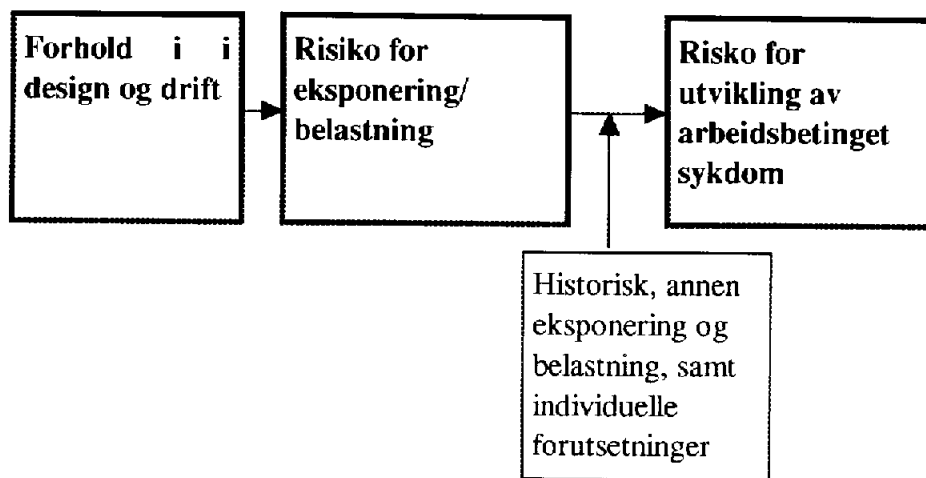 Forhold i i
design og drift
Risiko for
eksponering/
belastning
Risko for
utvikling av
arbeidsbetinget
sykdom
Historisk, annen
eksponering og
belastning, samt
individuelle
forutsetninger